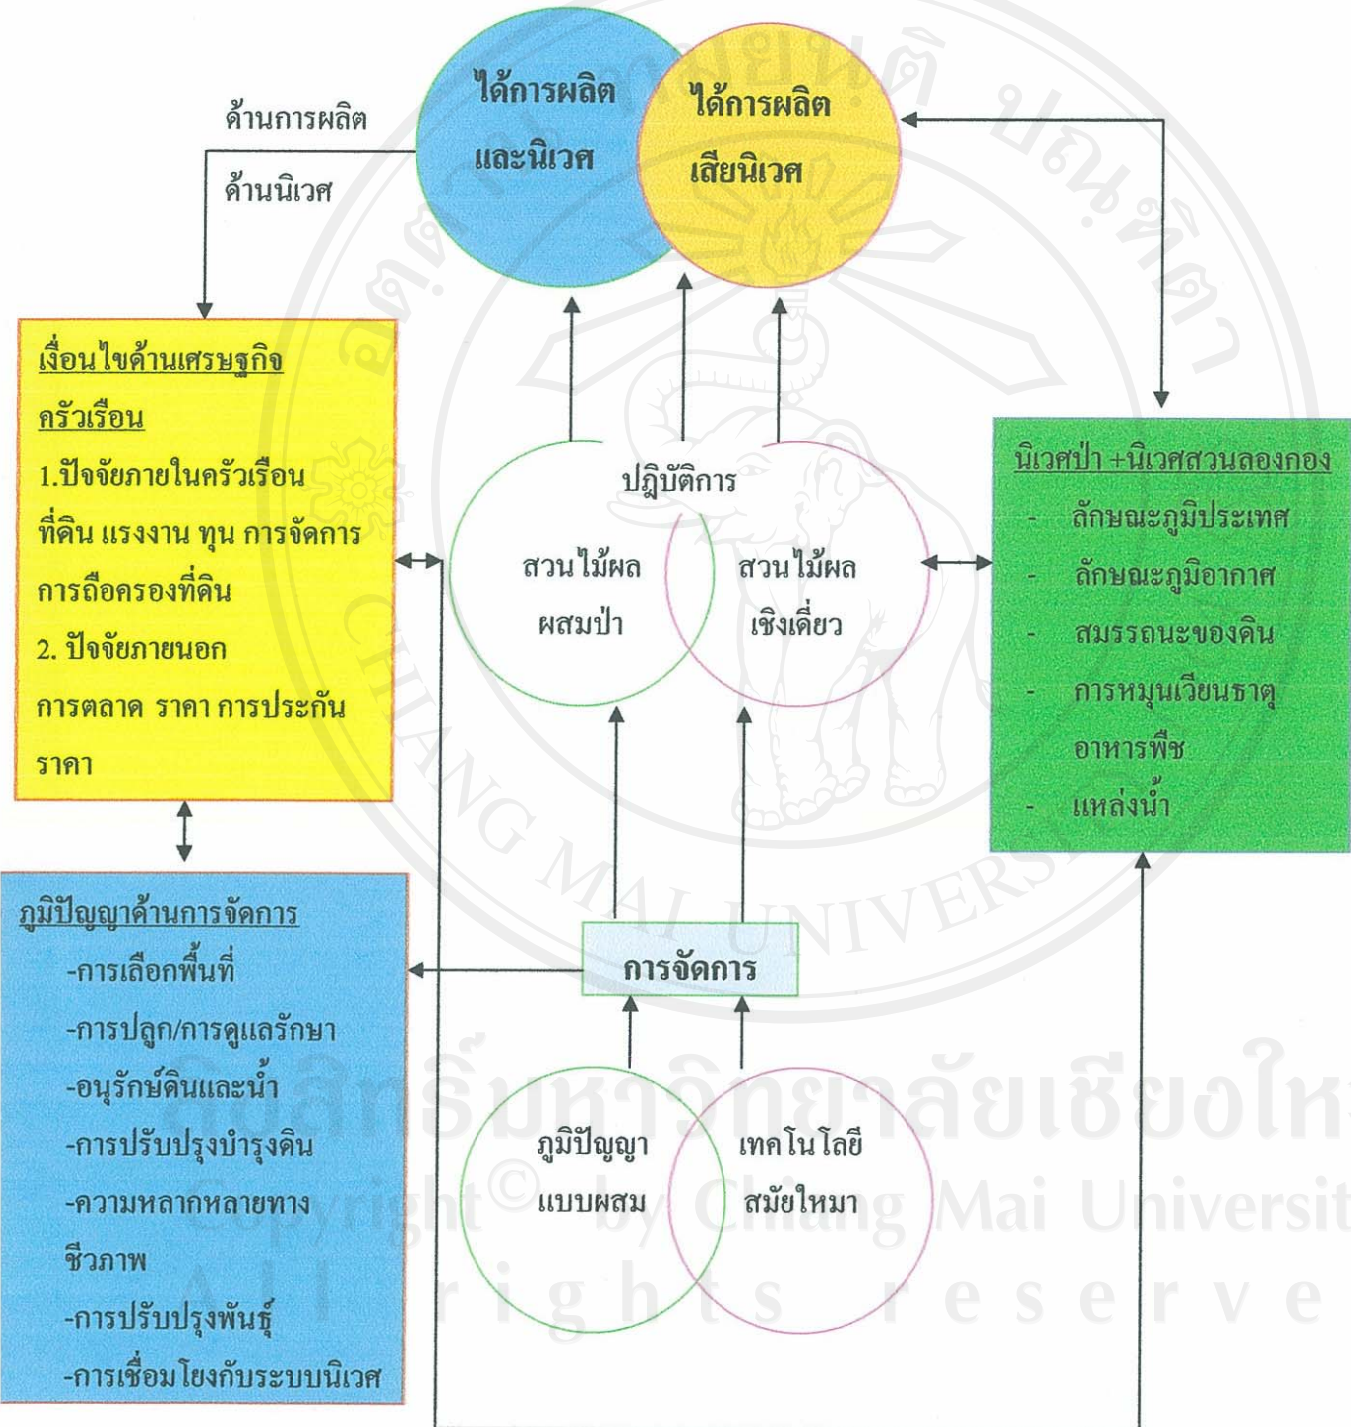 ได้การผลิต
และนิเวศ
ได้การผลิต
เสียนิเวศ
ด้านการผลิต
ด้านนิเวศ
เงื่อนไขด้านเศรษฐกิจ
ครัวเรือน
1.ปัจจัยภายในครัวเรือน
ที่ดิน แรงงาน ทุน การจัดการ
การถือครองที่ดิน
2. ปัจจัยภายนอก
การตลาด ราคา การประกัน
ราคา
ปฎิบัติการ
สวนไม้ผล
ผสมป่า
สวนไม้ผล
เชิงเดี่ยว
นิเวศป่า +นิเวศสวนลองกอง
- ลักษณะภูมิประเทศ
- ลักษณะภูมิอากาศ
- สมรรถนะของดิน
- การหมุนเวียนธาตุ
อาหารพืช
- แหล่งน้ำ
ภูมิปัญญาด้านการจัดการ
-การเลือกพื้นที่
-การปลูก/การดูแลรักษา
-อนุรักษ์ดินและน้ำ
-การปรับปรุงบำรุงดิน
-ความหลากหลายทาง
ชีวภาพ
-การปรับปรุงพันธุ์
-การเชื่อมโยงกับระบบนิเวศ
การจัดการ
ภูมิปัญญา
แบบผสม
เทคโนโลยี
สมัยใหมา
CHIANG MAI UNIVERSI
Copyright © by Chiang Mai Universit
All rights reserve